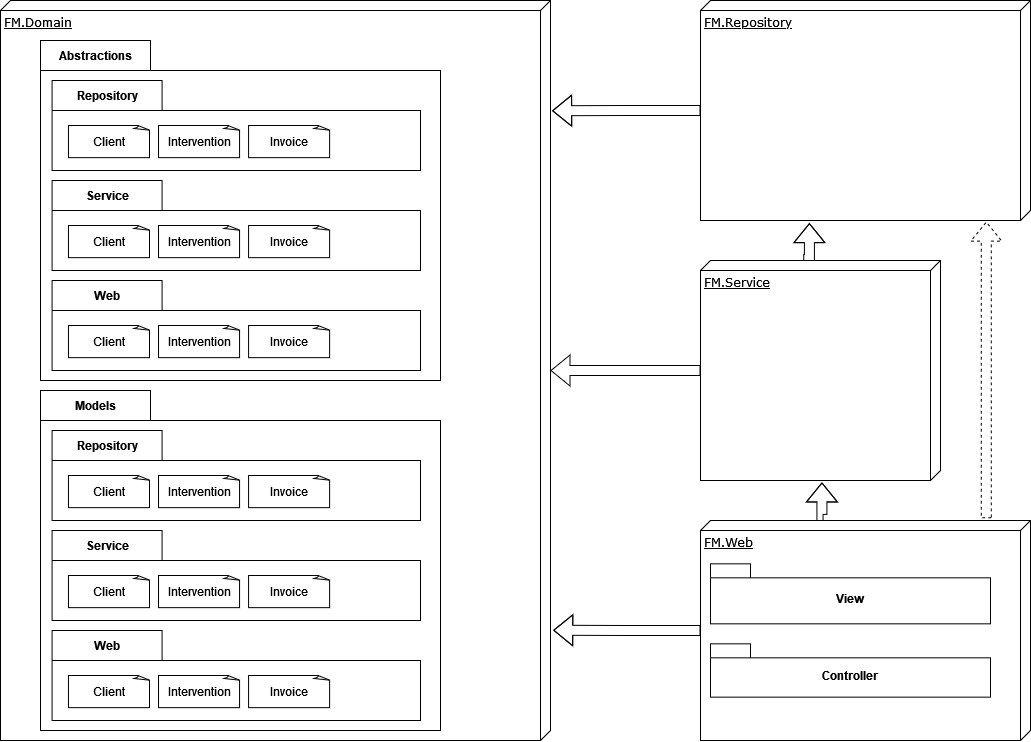 FM.Domain
Abstractions
Repository
Client Intervention Invoice
Service
Client Intervention Invoice
Web
Client Intervention Invoice
Models
Repository
Client Intervention Invoice
Service
Client Intervention Invoice
Web
Client Intervention Invoice
FM.Repository
FM.Service
FM.Web
View
Controller